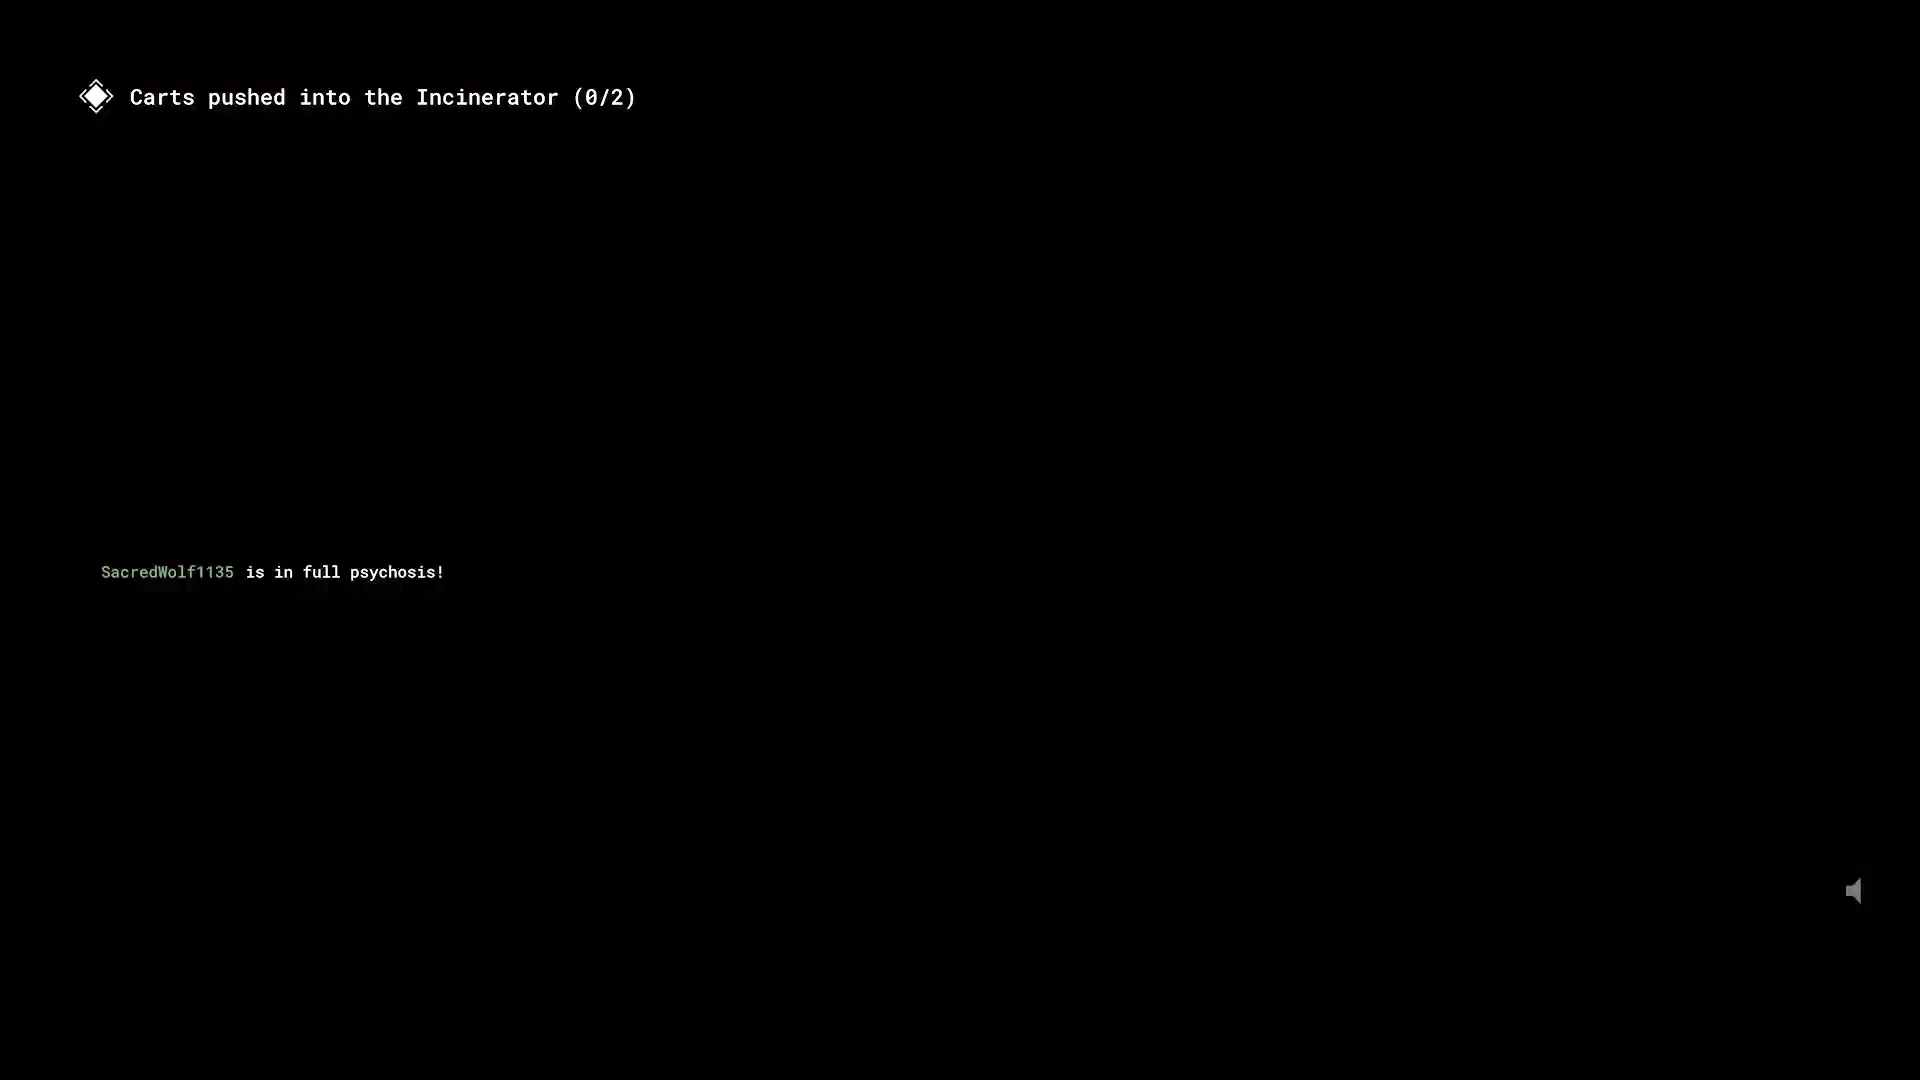 Carts pushed into the Incinerator (0/2)
SacredWolf1135 is in full psychosis!